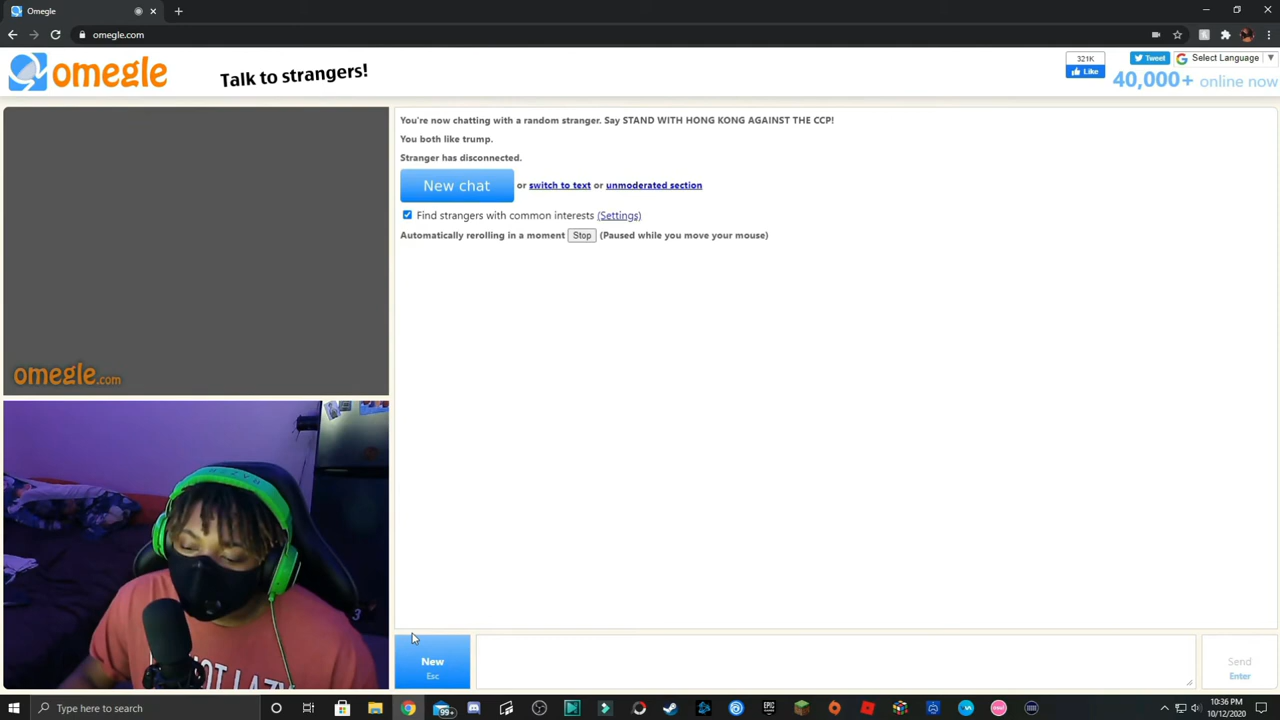 Omegle
omegle.com
omegle
Talk to strangers!
321K
Like
Tweet
Select Language
40,000+ online now
You're now chatting with a random stranger. Say STAND WITH HONG KONG AGAINST THE CCP!
You both like trump.
Stranger has disconnected.
New chat or switch to text or unmoderated section
Find strangers with common interests (Settings)
Automatically rerolling in a moment Stop (Paused while you move your mouse)
omegle.com
New
Esc
Send
Enter
Type here to search
99+
EPIC
10:36 PM
10/12/2020